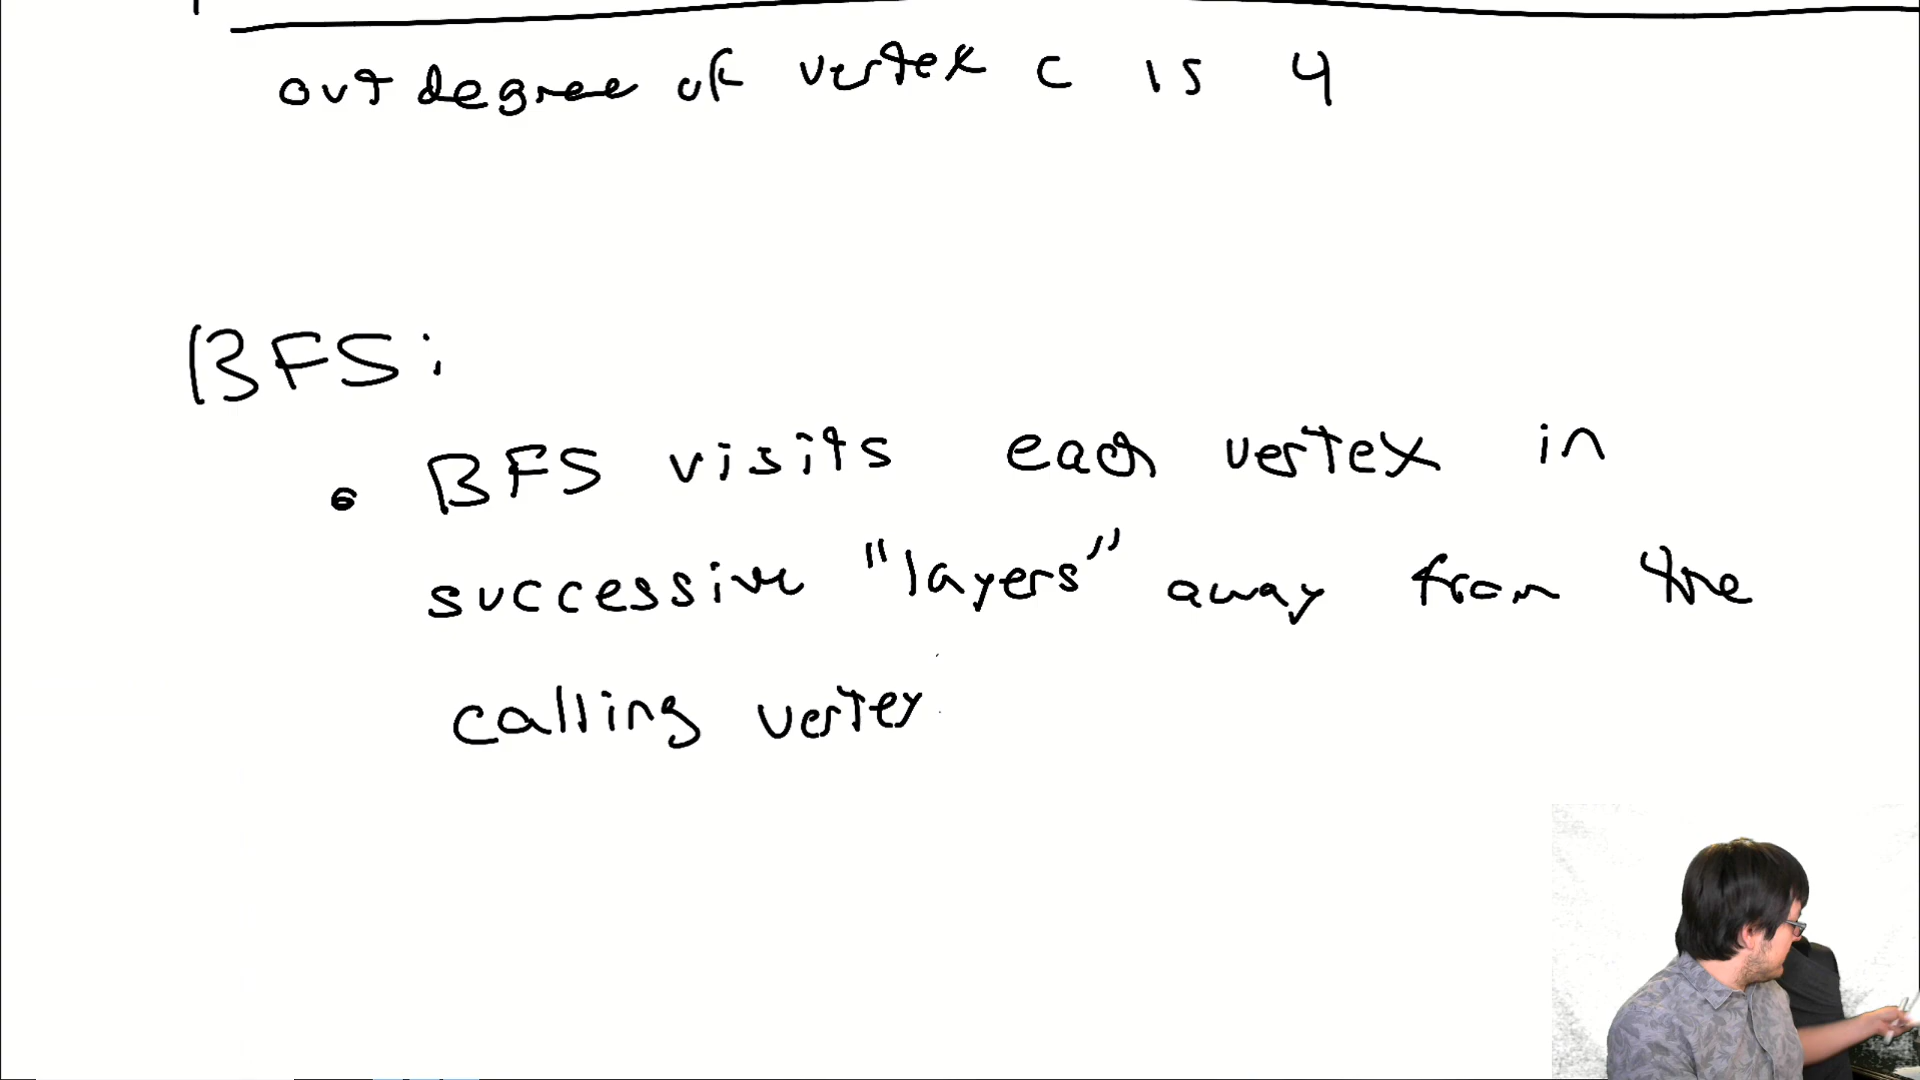 out degree of vertex c is 4
BFS:
• BFS visits each vertex in
successive "layers" away from the
calling vertex